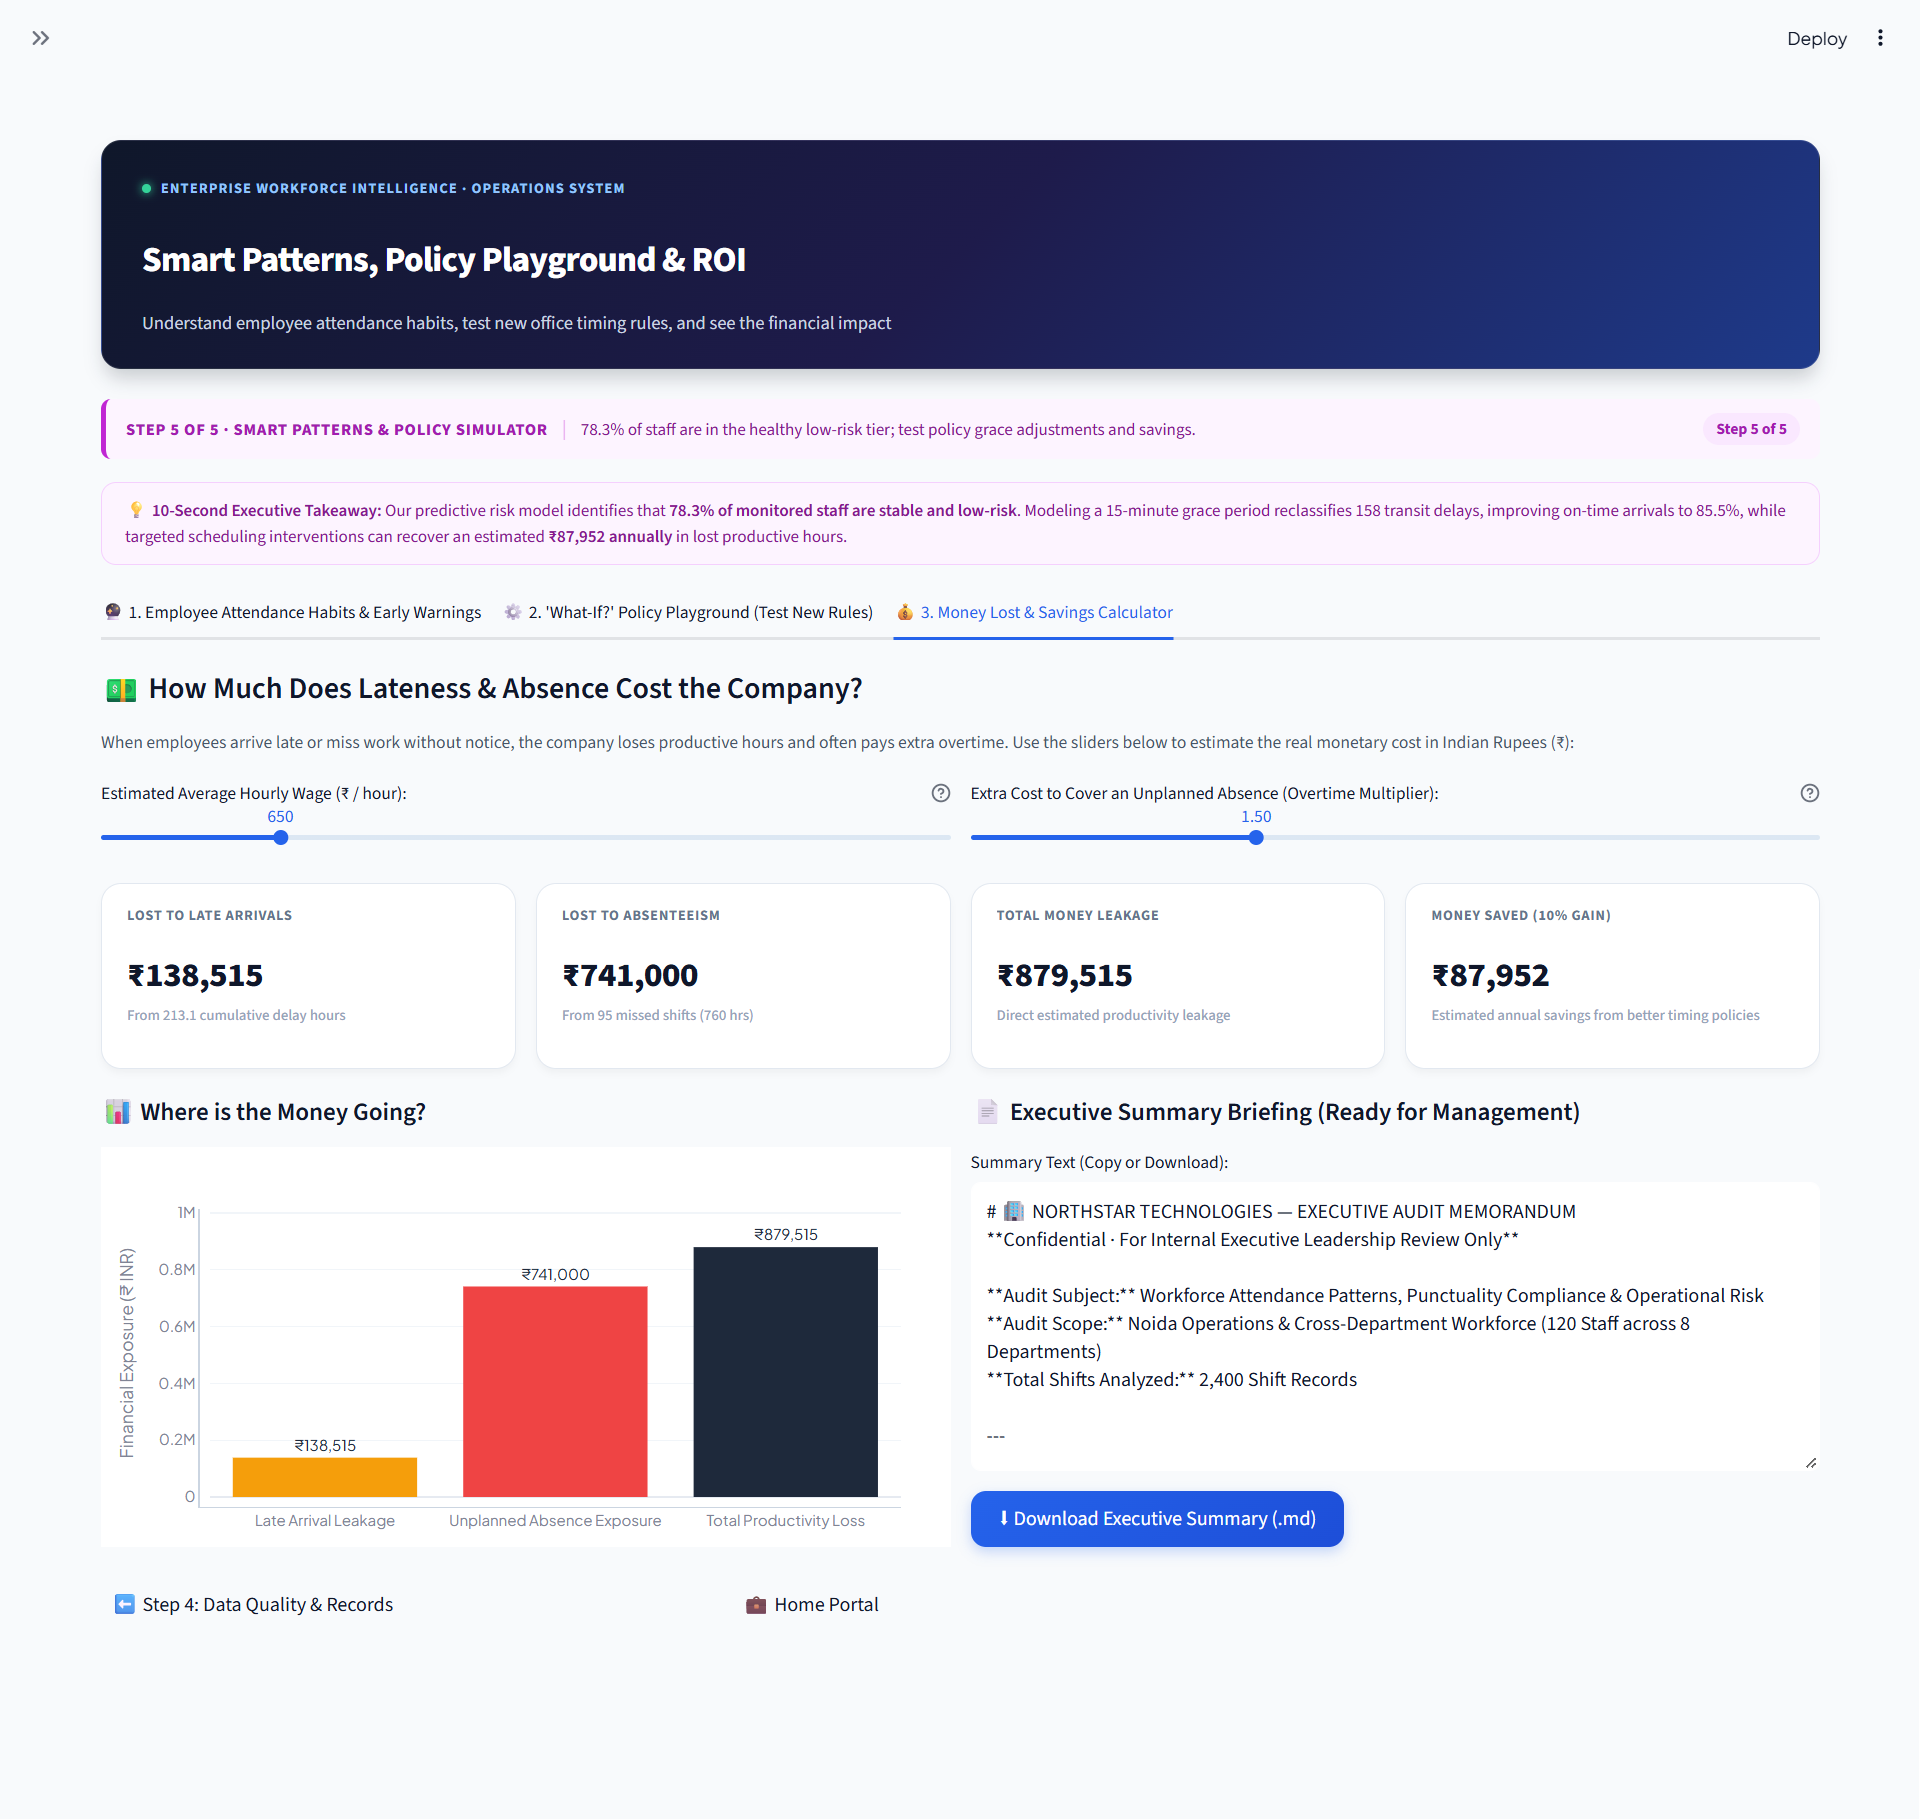 Deploy
ENTERPRISE WORKFORCE INTELLIGENCE · OPERATIONS SYSTEM
Smart Patterns, Policy Playground & ROI
Understand employee attendance habits, test new office timing rules, and see the financial impact
STEP 5 OF 5 · SMART PATTERNS & POLICY SIMULATOR
78.3% of staff are in the healthy low-risk tier; test policy grace adjustments and savings.
Step 5 of 5
💡 10-Second Executive Takeaway: Our predictive risk model identifies that 78.3% of monitored staff are stable and low-risk. Modeling a 15-minute grace period reclassifies 158 transit delays, improving on-time arrivals to 85.5%, while
targeted scheduling interventions can recover an estimated ₹87,952 annually in lost productive hours.
1. Employee Attendance Habits & Early Warnings
2. 'What-If?' Policy Playground (Test New Rules)
3. Money Lost & Savings Calculator
How Much Does Lateness & Absence Cost the Company?
When employees arrive late or miss work without notice, the company loses productive hours and often pays extra overtime. Use the sliders below to estimate the real monetary cost in Indian Rupees (₹):
Estimated Average Hourly Wage (₹ / hour):
650
Extra Cost to Cover an Unplanned Absence (Overtime Multiplier):
1.50
LOST TO LATE ARRIVALS
₹138,515
From 213.1 cumulative delay hours
LOST TO ABSENTEEISM
₹741,000
From 95 missed shifts (760 hrs)
TOTAL MONEY LEAKAGE
₹879,515
Direct estimated productivity leakage
MONEY SAVED (10% GAIN)
₹87,952
Estimated annual savings from better timing policies
Where is the Money Going?
Financial Exposure (₹ INR)
1M
0.8M
0.6M
0.4M
0.2M
0
₹138,515
₹741,000
₹879,515
Late Arrival Leakage
Unplanned Absence Exposure
Total Productivity Loss
Executive Summary Briefing (Ready for Management)
Summary Text (Copy or Download):
# 🏢 NORTHSTAR TECHNOLOGIES — EXECUTIVE AUDIT MEMORANDUM
**Confidential · For Internal Executive Leadership Review Only**
**Audit Subject:** Workforce Attendance Patterns, Punctuality Compliance & Operational Risk
**Audit Scope:** Noida Operations & Cross-Department Workforce (120 Staff across 8
Departments)
**Total Shifts Analyzed:** 2,400 Shift Records
---
⬇ Download Executive Summary (.md)
Step 4: Data Quality & Records
Home Portal